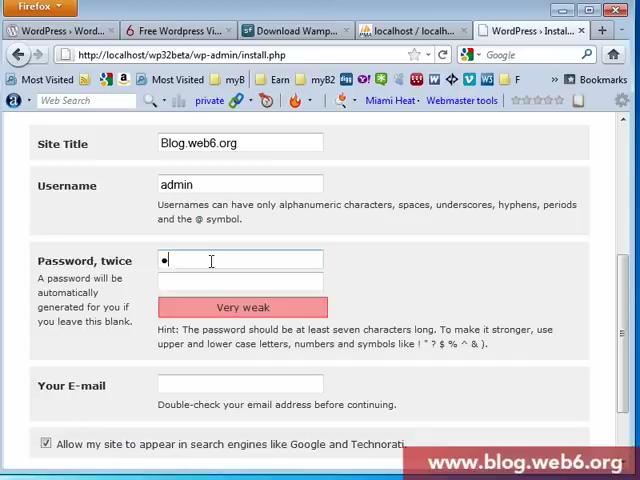 Firefox
WordPress › Word...
Free Wordpress Vi...
Download Wamp...
localhost / localh...
WordPress › Instal...
http://localhost/wp32beta/wp-admin/install.php
Google
Most Visited
myB
Earn
myB2
Most Visited
F
Bookmarks
Web Search
private
Miami Heat
Webmaster tools
Site Title
Blog.web6.org
Username
admin
Usernames can have only alphanumeric characters, spaces, underscores, hyphens, periods
and the @ symbol.
Password, twice
A password will be
automatically
generated for you if
you leave this blank.
Very weak
Hint: The password should be at least seven characters long. To make it stronger, use
upper and lower case letters, numbers and symbols like ! " ? $ % ^ & ).
Your E-mail
Double-check your email address before continuing.
Allow my site to appear in search engines like Google and Technorati.
www.blog.web6.org